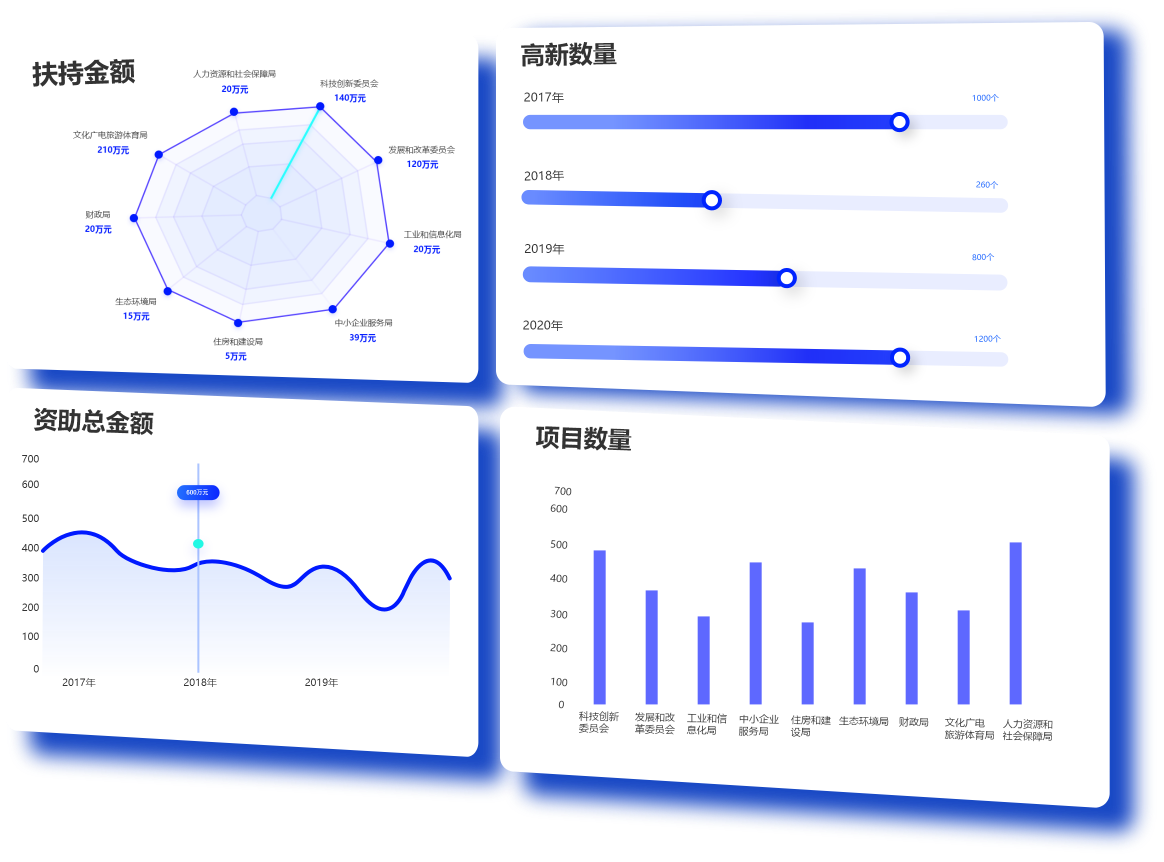 扶持金额
人力资源和社会保障局
20万元
科技创新委员会
140万元
文化广电旅游体育局
210万元
发展和改革委员会
120万元
财政局
20万元
工业和信息化局
20万元
生态环境局
15万元
中小企业服务局
39万元
住房和建设局
5万元
高新数量
2017年
1000个
2018年
260个
2019年
800个
2020年
1200个
资助总金额
700
600
500
400
300
200
100
0
600万元
2017年
2018年
2019年
项目数量
700
600
500
400
300
200
100
0
科技创新
委员会
发展和改
革委员会
工业和信
息化局
中小企业
服务局
住房和建
设局
生态环境局
财政局
文化广电
旅游体育局
人力资源和
社会保障局